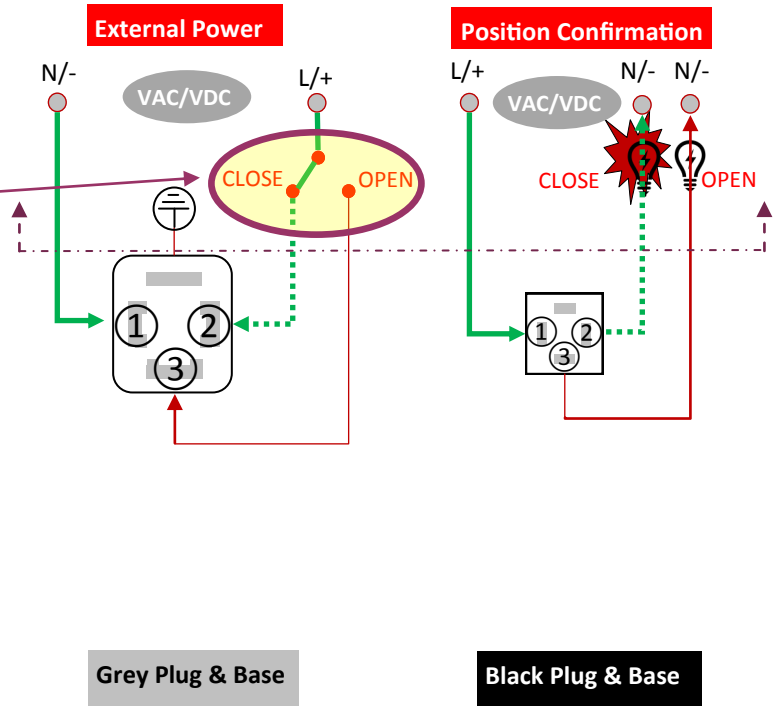 External Power
Position Confirmation
N/-
L/+
L/+
N/-
N/-
VAC/VDC
VAC/VDC
CLOSE
OPEN
CLOSE
OPEN
1
2
3
1
2
3
Grey Plug & Base
Black Plug & Base